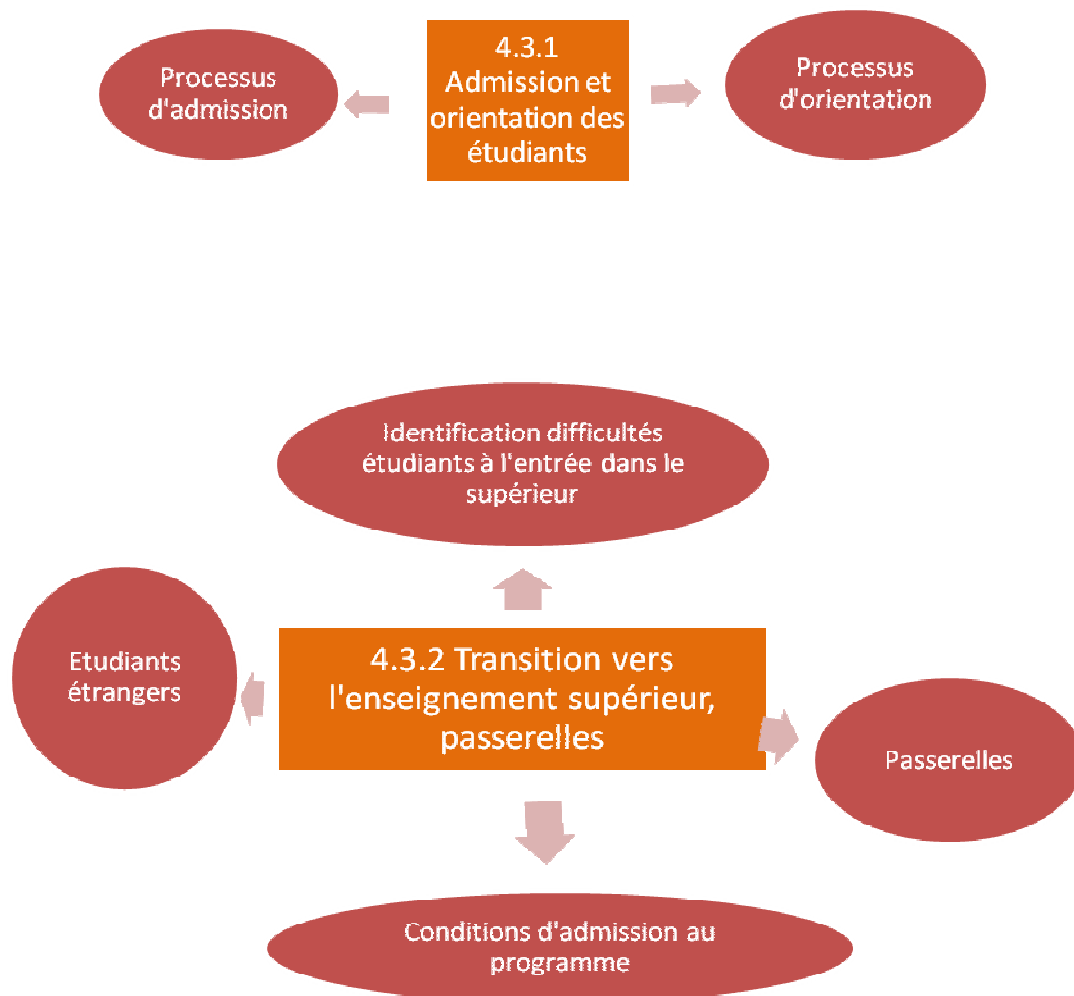 Processus
d'admission
4.3.1
Admission et
orientation des
étudiants
Processus
d'orientation
Identification difficultés
étudiants à l'entrée dans le
supérieur
Etudiants
étrangers
4.3.2 Transition vers
l'enseignement supérieur,
passerelles
Passerelles
Conditions d'admission au
programme